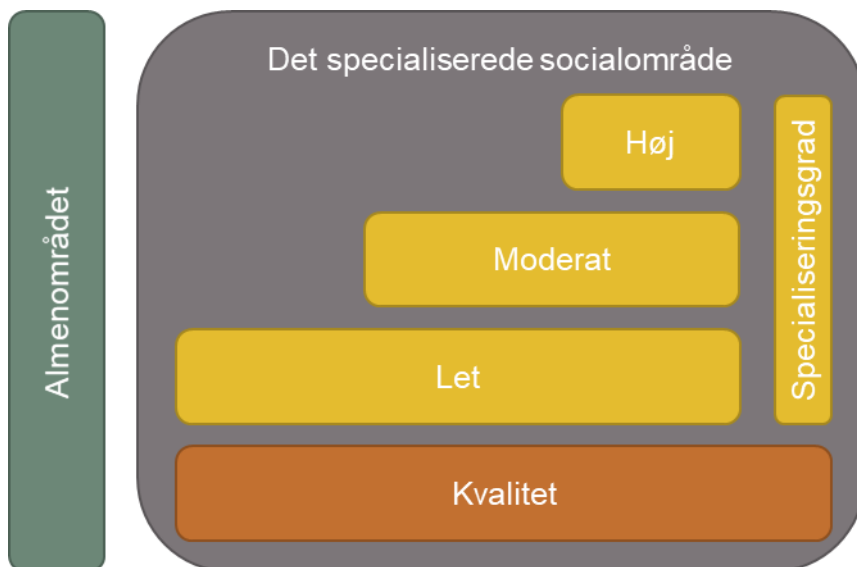 Almenområdet
Det specialiserede socialområde
Høj
Moderat
Let
Specialiseringsgrad
Kvalitet